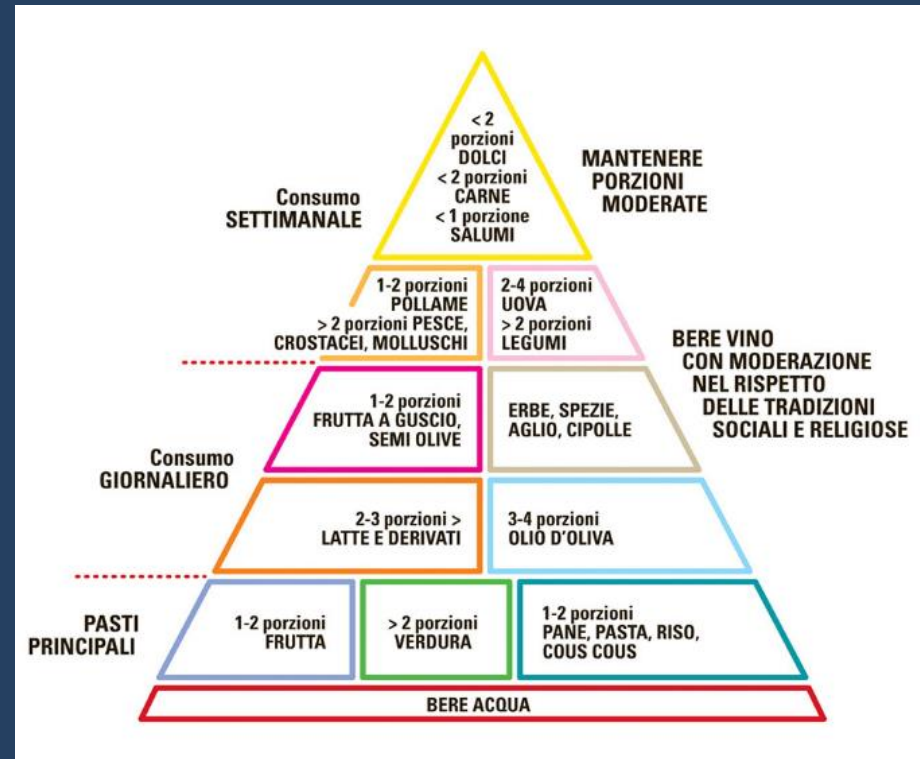 < 2
porzioni
DOLCI
< 2 porzioni
CARNE
< 1 porzione
SALUMI
Consumo
SETTIMANALE
MANTENERE
PORZIONI
MODERATE
1-2 porzioni
POLLAME
> 2 porzioni PESCE,
CROSTACEI, MOLLUSCHI
2-4 porzioni
UOVA
> 2 porzioni
LEGUMI
BERE VINO
CON MODERAZIONE
NEL RISPETTO
DELLE TRADIZIONI
SOCIALI E RELIGIOSE
1-2 porzioni
FRUTTA A GUSCIO,
SEMI OLIVE
ERBE, SPEZIE,
AGLIO, CIPOLLE
Consumo
GIORNALIERO
2-3 porzioni >
LATTE E DERIVATI
3-4 porzioni
OLIO D'OLIVA
PASTI
PRINCIPALI
1-2 porzioni
FRUTTA
> 2 porzioni
VERDURA
1-2 porzioni
PANE, PASTA, RISO,
COUS COUS
BERE ACQUA